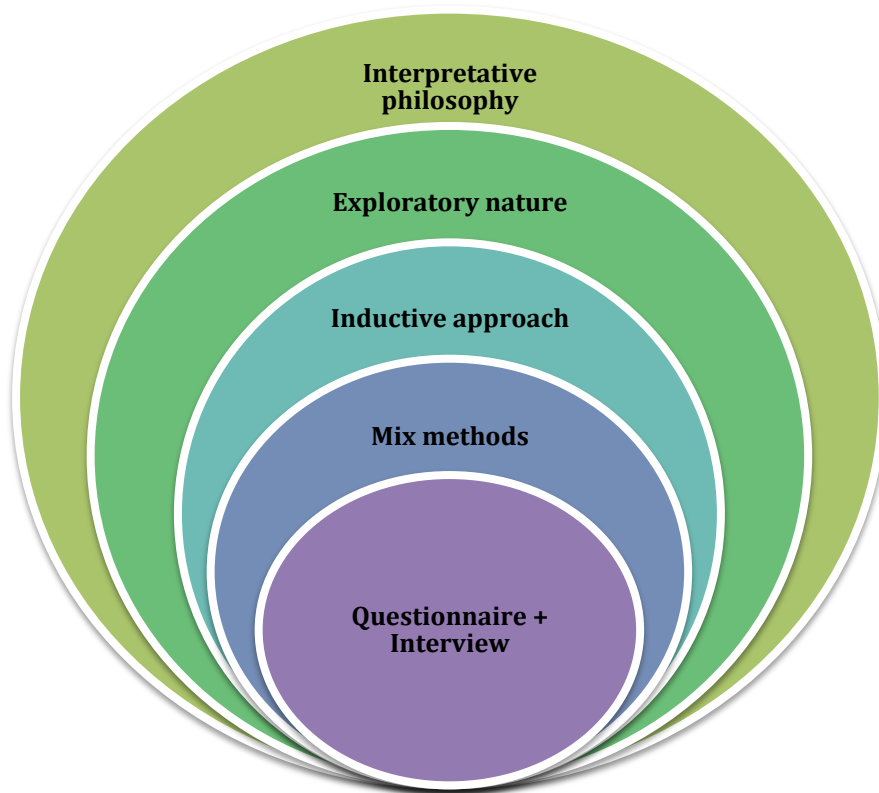 Interpretative
philosophy
Exploratory nature
Inductive approach
Mix methods
Questionnaire +
Interview